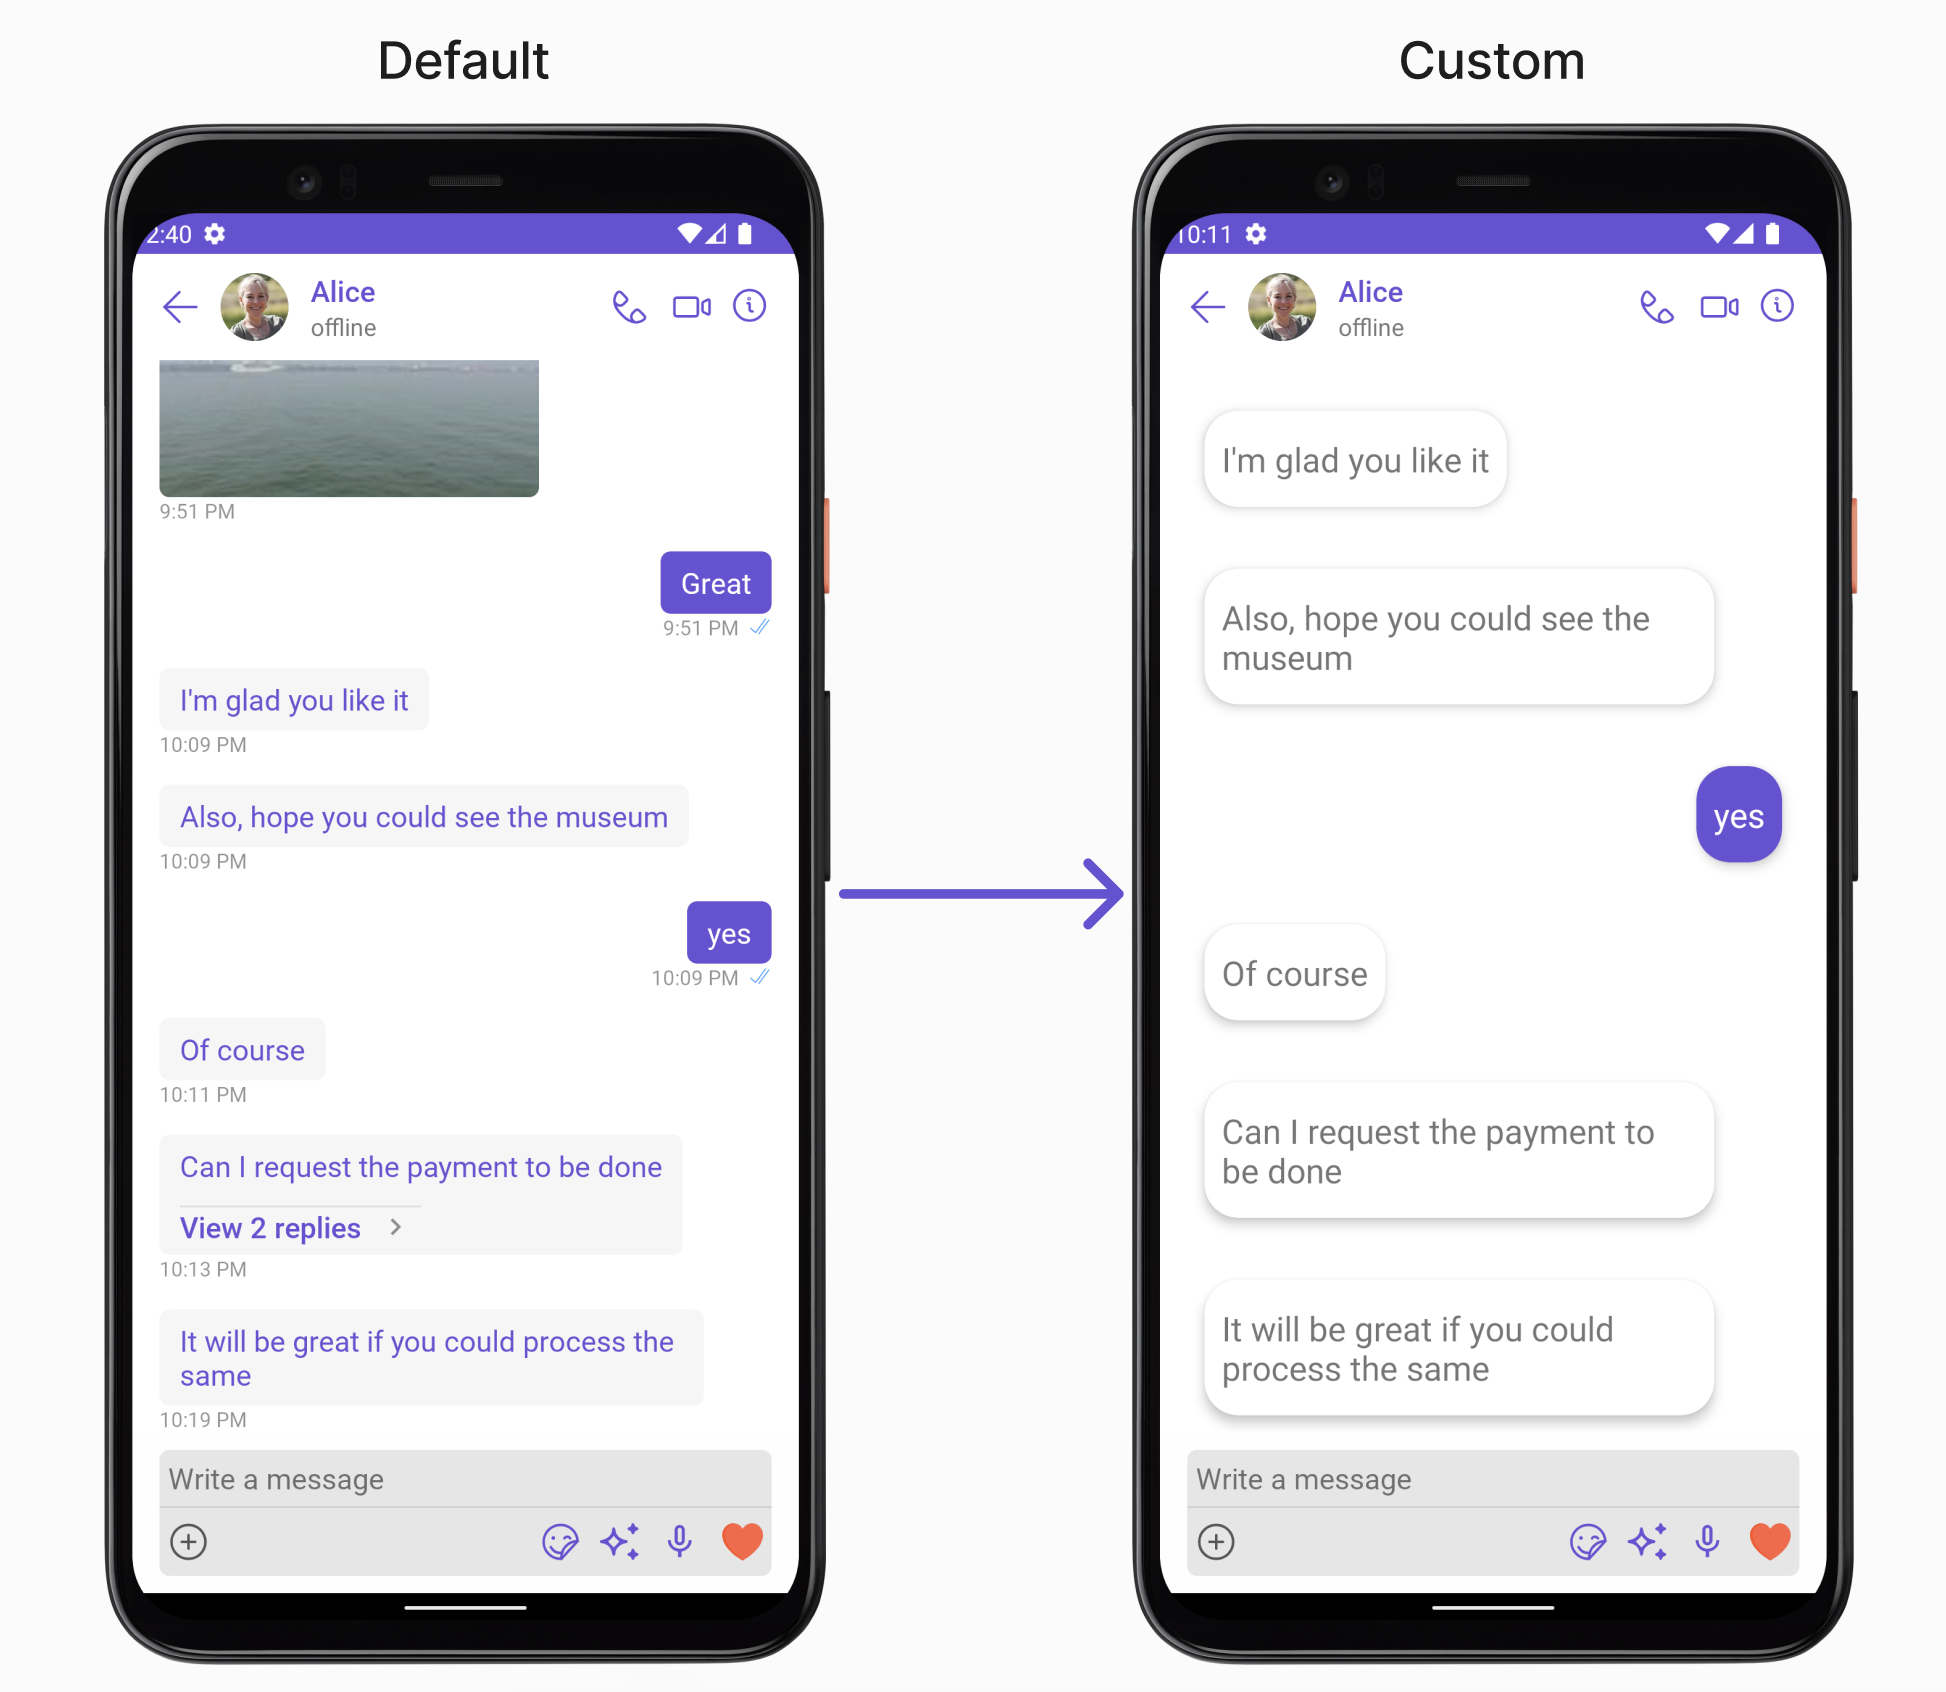 Default
2:40
Alice
offline
9:51 PM
Great
9:51 PM
I'm glad you like it
10:09 PM
Also, hope you could see the museum
10:09 PM
yes
10:09 PM
Of course
10:11 PM
Can I request the payment to be done
View 2 replies
10:13 PM
It will be great if you could process the
same
10:19 PM
Write a message
Custom
10:11
Alice
offline
I'm glad you like it
Also, hope you could see the
museum
yes
Of course
Can I request the payment to
be done
It will be great if you could
process the same
Write a message